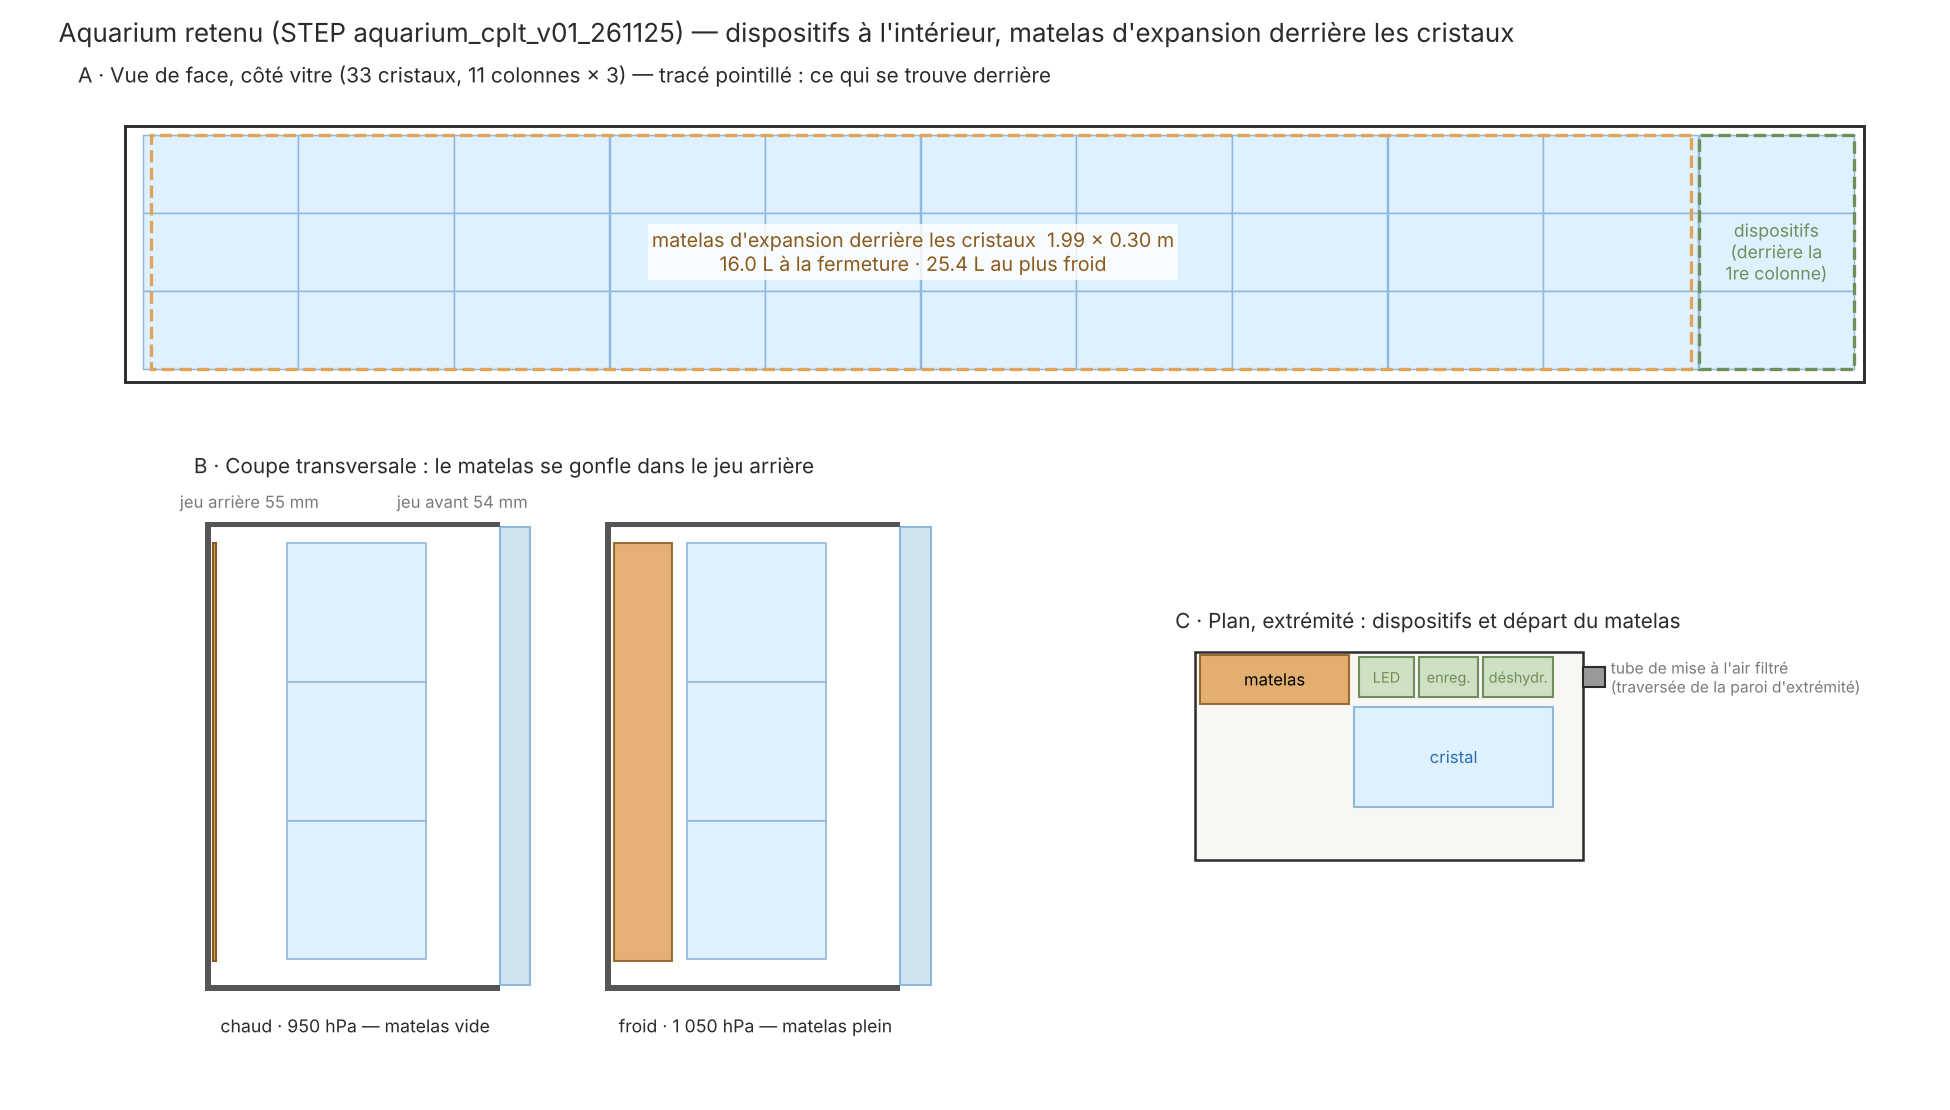 Aquarium retenu (STEP aquarium_cplt_v01_261125) — dispositifs à l'intérieur, matelas d'expansion derrière les cristaux
A · Vue de face, côté vitre (33 cristaux, 11 colonnes × 3) — tracé pointillé : ce qui se trouve derrière
matelas d'expansion derrière les cristaux 1.99 × 0.30 m
16.0 L à la fermeture · 25.4 L au plus froid
dispositifs
(derrière la
1re colonne)
B · Coupe transversale : le matelas se gonfle dans le jeu arrière
jeu arrière 55 mm
jeu avant 54 mm
chaud · 950 hPa — matelas vide
froid · 1 050 hPa — matelas plein
C · Plan, extrémité : dispositifs et départ du matelas
matelas
LED
enreg.
déshydr.
tube de mise à l'air filtré
(traversée de la paroi d'extrémité)
cristal